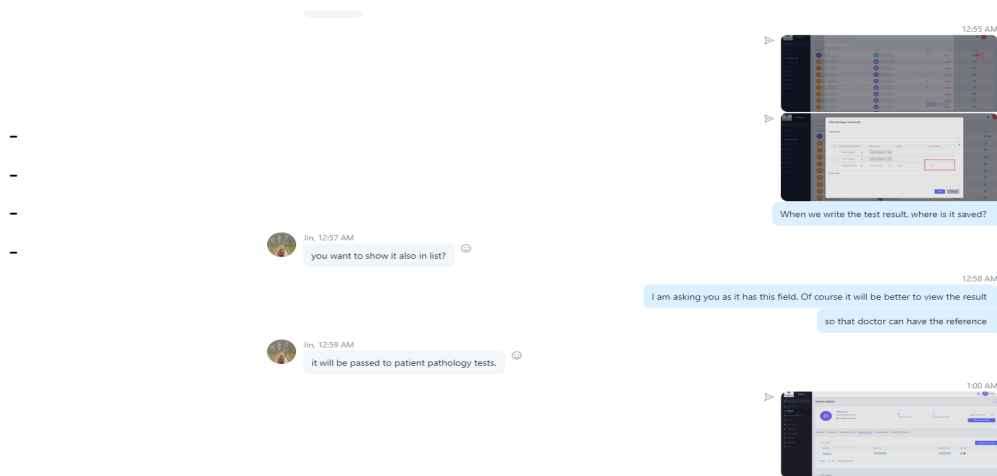 12:55 AM
When we write the test result, where is it saved?
Jin, 12:57 AM
you want to show it also in list?
12:58 AM
I am asking you as it has this field. Of course it will be better to view the result
so that doctor can have the reference
Jin, 12:59 AM
it will be passed to patient pathology tests.
1:00 AM